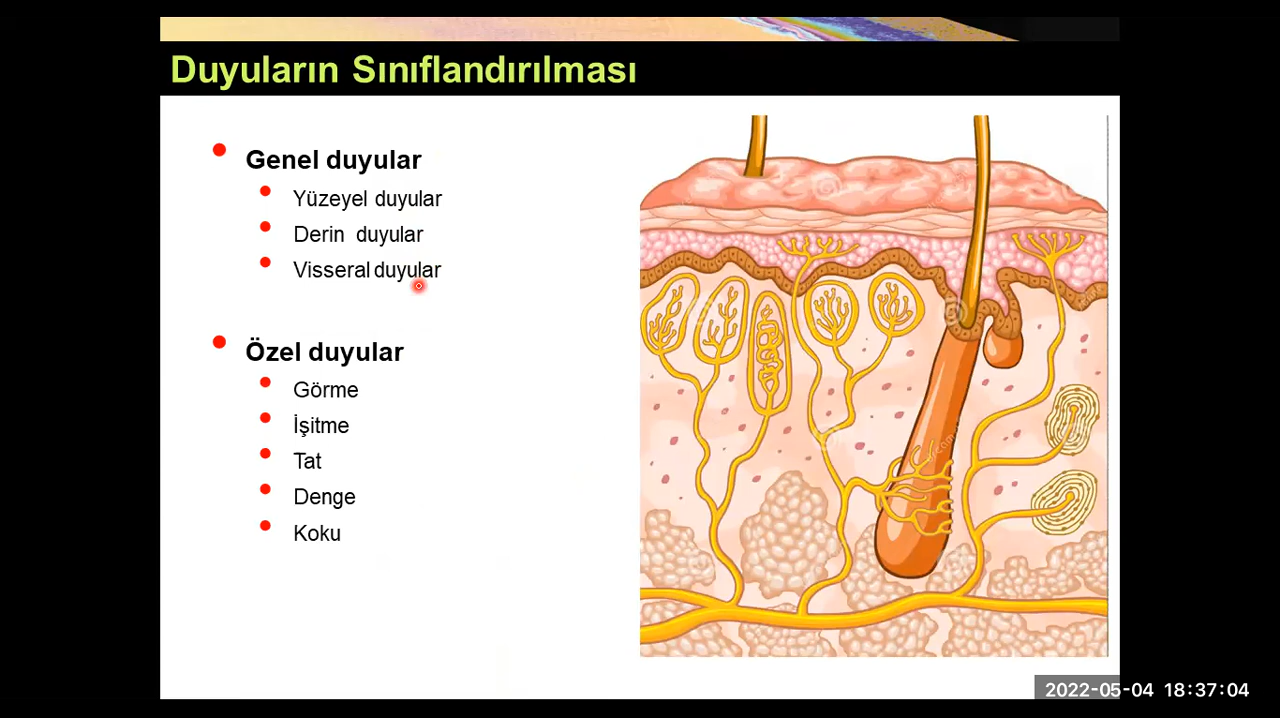 Duyuların Sınıflandırılması
Genel duyular
Yüzeyel duyular
Derin duyular
Visseral duyular
Özel duyular
Görme
İşitme
Tat
Denge
Koku
2022-05-04 18:37:04